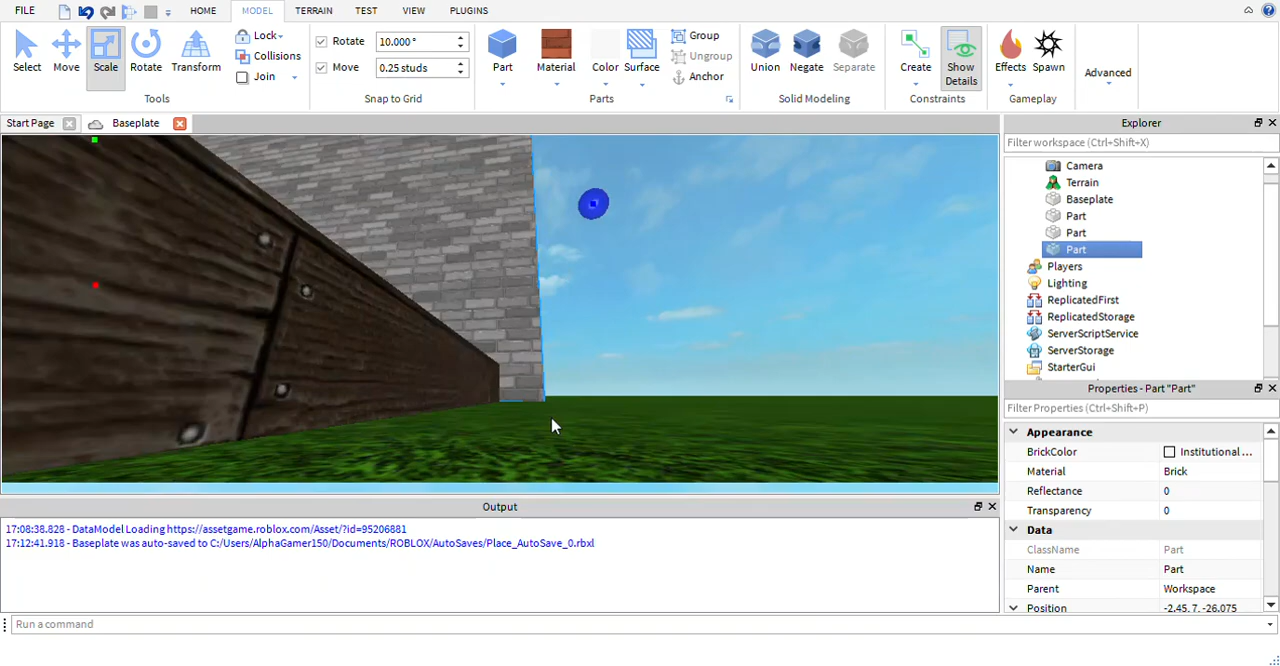 FILE HOME MODEL TERRAIN TEST VIEW PLUGINS
Select Move Scale Rotate Transform
Lock
Collisions
Join
Tools
Rotate 10.000 °
Move 0.25 studs
Snap to Grid
Part Material Color Surface
Group
Ungroup
Anchor
Parts
Union Negate Separate
Solid Modeling
Create Show Details
Constraints
Effects Spawn
Gameplay
Advanced
Start Page Baseplate
Explorer
Filter workspace (Ctrl+Shift+X)
Camera
Terrain
Baseplate
Part
Part
Part
Players
Lighting
ReplicatedFirst
ReplicatedStorage
ServerScriptService
ServerStorage
StarterGui
Properties - Part "Part"
Filter Properties (Ctrl+Shift+P)
Appearance
BrickColor Institutional ...
Material Brick
Reflectance 0
Transparency 0
Data
ClassName Part
Name Part
Parent Workspace
Position -2.45, 7, -26.075
Output
17:08:38.828 - DataModel Loading https://assetgame.roblox.com/Asset/?id=95206881
17:12:41.918 - Baseplate was auto-saved to C:/Users/AlphaGamer150/Documents/ROBLOX/AutoSaves/Place_AutoSave_0.rbxl
Run a command